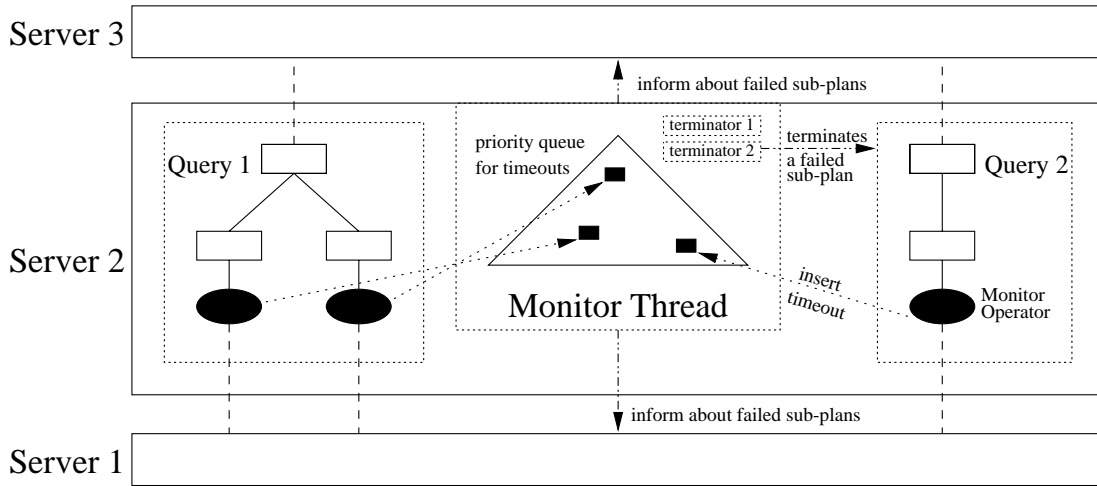 Server 3
inform about failed sub-plans
terminator 1
terminator 2
priority queue
for timeouts
terminates
a failed
sub-plan
Query 1
Query 2
Server 2
insert
timeout
Monitor
Operator
Monitor Thread
inform about failed sub-plans
Server 1